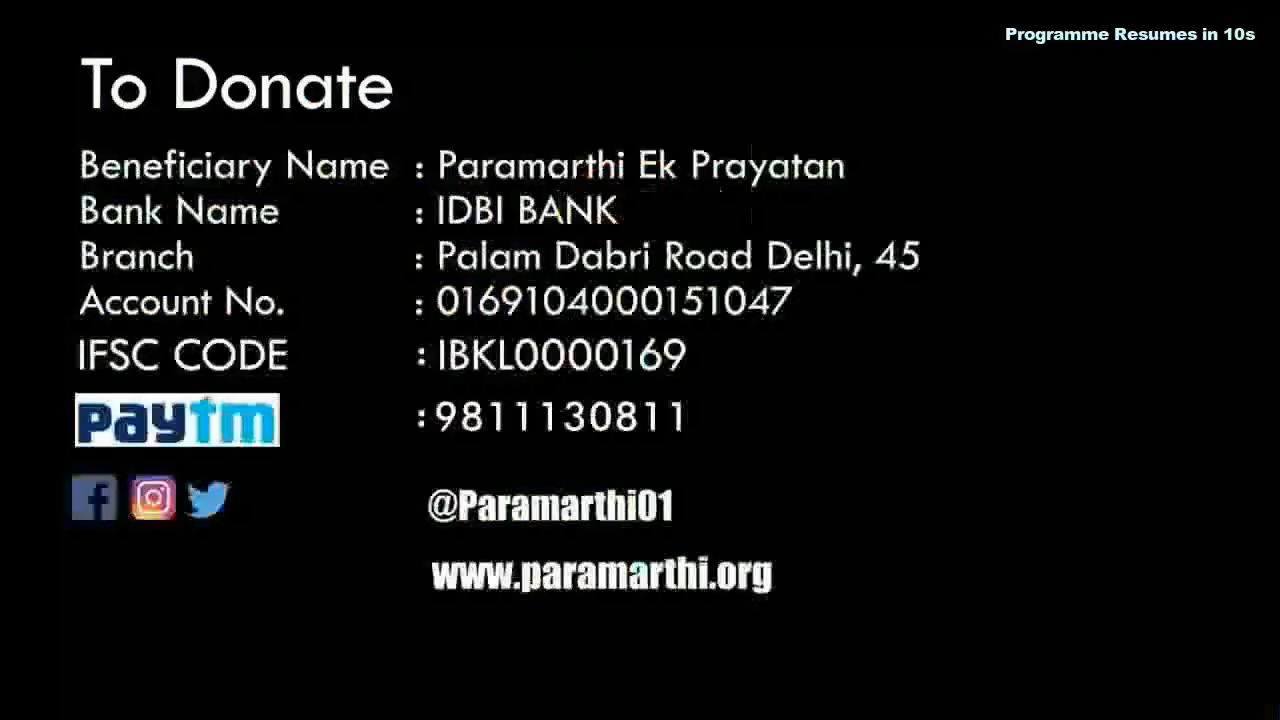 Programme Resumes in 10s
To Donate
Beneficiary Name : Paramarthi Ek Prayatan
Bank Name : IDBI BANK
Branch : Palam Dabri Road Delhi, 45
Account No. : 0169104000151047
IFSC CODE : IBKL0000169
paytm :9811130811
@Paramarthi01
www.paramarthi.org